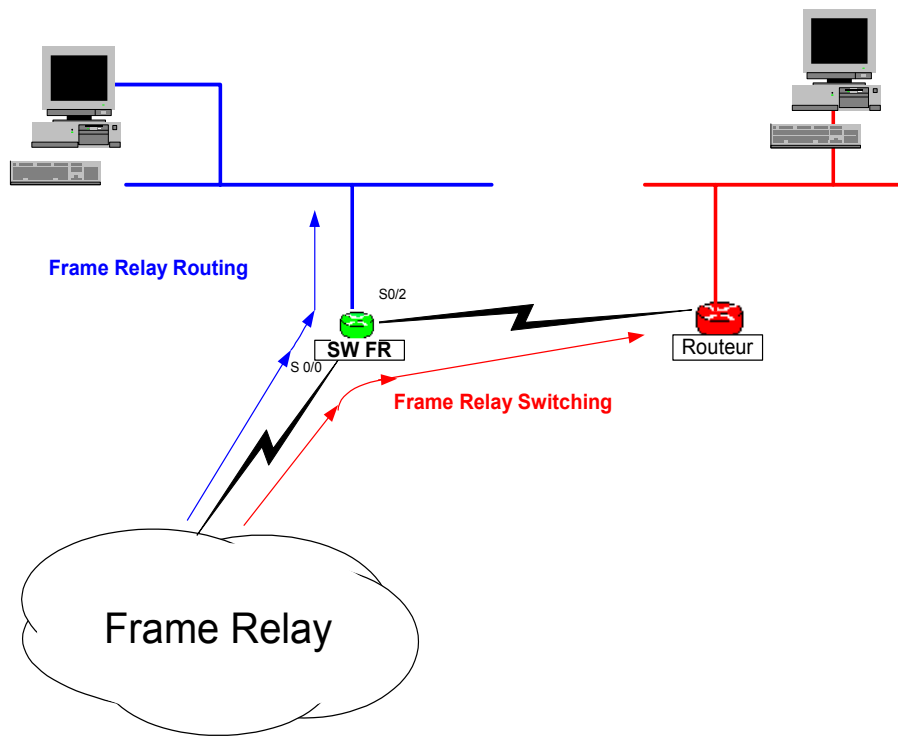 Frame Relay Routing
S0/2
SW FR
Routeur
S 0/0
Frame Relay Switching
Frame Relay